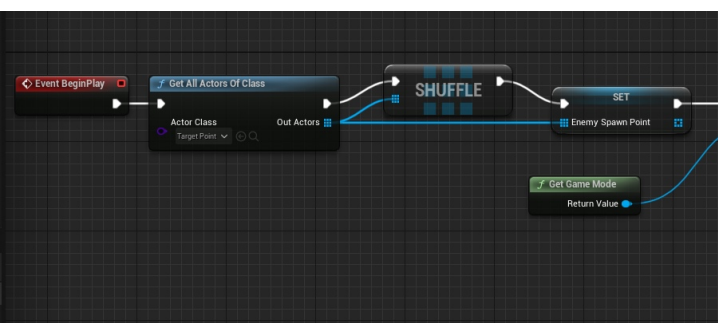 Event BeginPlay
f Get All Actors Of Class
Actor Class
Target Point
Out Actors
SHUFFLE
SET
Enemy Spawn Point
f Get Game Mode
Return Value